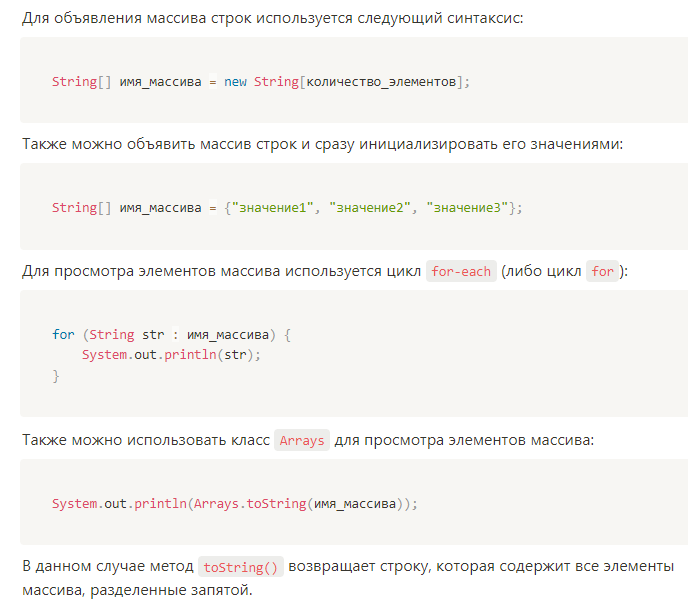 Для объявления массива строк используется следующий синтаксис:
String[] имя_массива = new String[количество_элементов];
Также можно объявить массив строк и сразу инициализировать его значениями:
String[] имя_массива = {"значение1", "значение2", "значение3"};
Для просмотра элементов массива используется цикл for-each (либо цикл for):
for (String str : имя_массива) {
    System.out.println(str);
}
Также можно использовать класс Arrays для просмотра элементов массива:
System.out.println(Arrays.toString(имя_массива));
В данном случае метод toString() возвращает строку, которая содержит все элементы
массива, разделенные запятой.